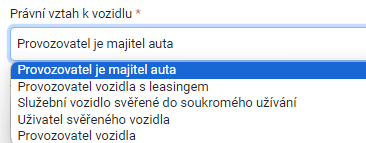 Právní vztah k vozidlu *
Provozovatel je majitel auta
Provozovatel je majitel auta
Provozovatel vozidla s leasingem
Služební vozidlo svěřené do soukromého užívání
Uživatel svěřeného vozidla
Provozovatel vozidla